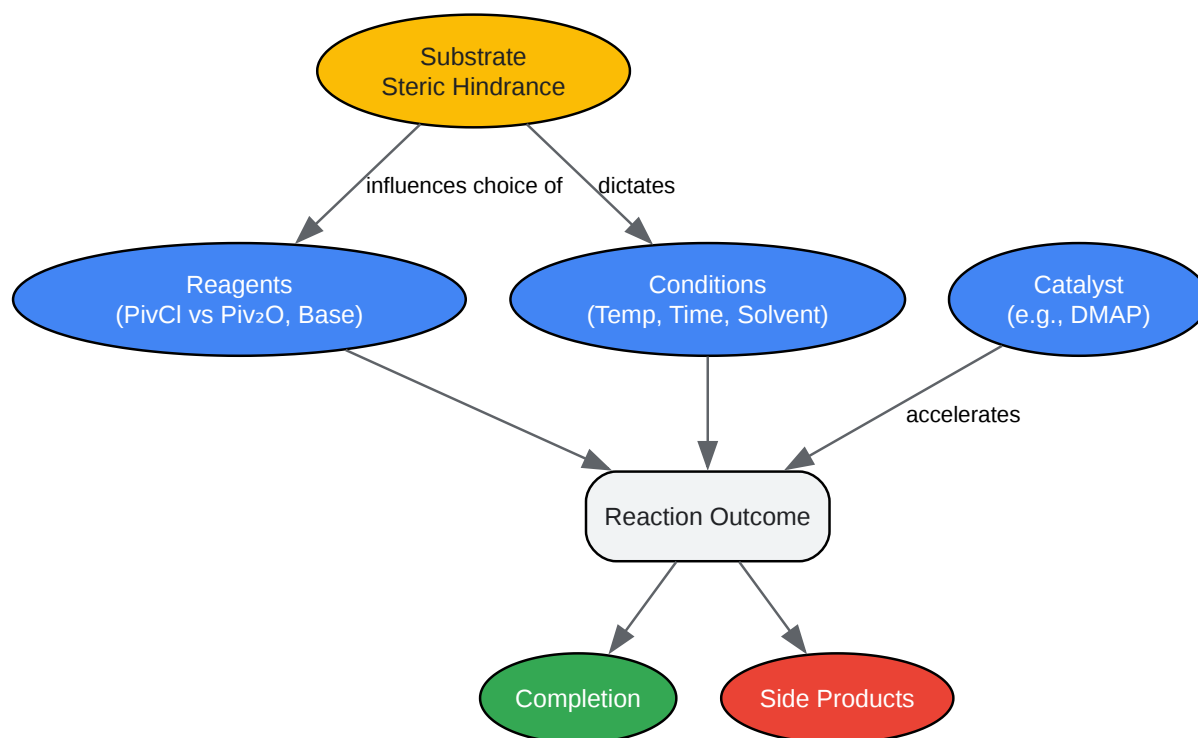 Substrate
Steric Hindrance
influences choice of
dictates
Reagents
(PivCl vs Piv₂O, Base)
Conditions
(Temp, Time, Solvent)
Catalyst
(e.g., DMAP)
accelerates
Reaction Outcome
Completion
Side Products